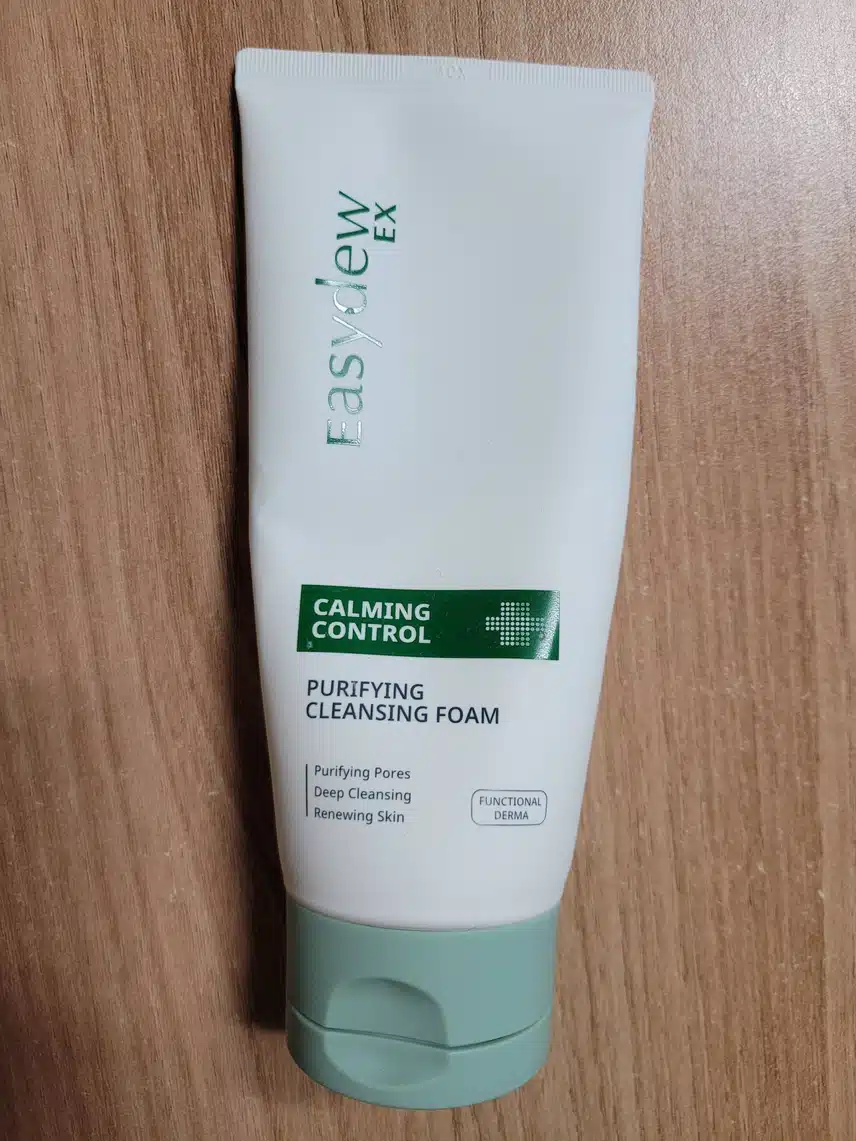 Easydew
EX
CALMING
CONTROL
PURIFYING
CLEANSING FOAM
Purifying Pores
Deep Cleansing
Renewing Skin
FUNCTIONAL
DERMA